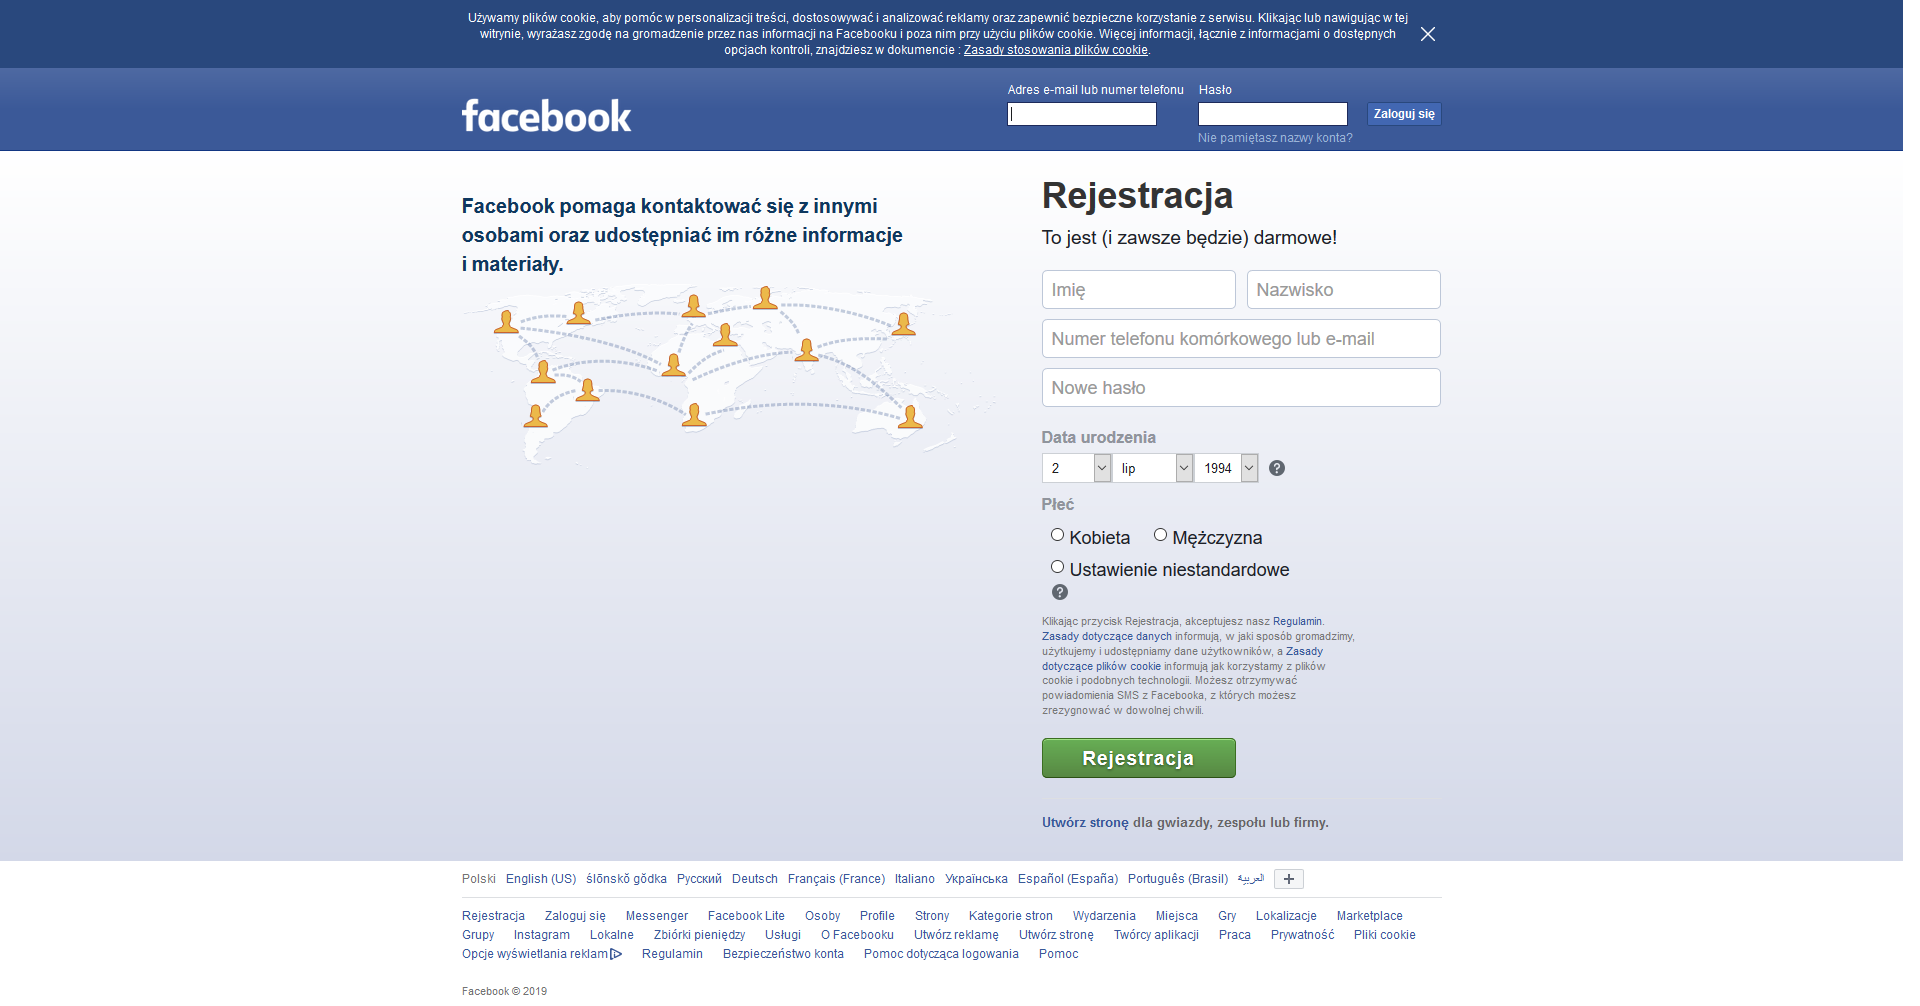 Używamy plików cookie, aby pomóc w personalizacji treści, dostosowywać i analizować reklamy oraz zapewnić bezpieczne korzystanie z serwisu. Klikając lub nawigując w tej
witrynie, wyrażasz zgodę na gromadzenie przez nas informacji na Facebooku i poza nim przy użyciu plików cookie. Więcej informacji, łącznie z informacjami o dostępnych
opcjach kontroli, znajdziesz w dokumencie : Zasady stosowania plików cookie.
Adres e-mail lub numer telefonu Hasło
facebook
Zaloguj się
Nie pamiętasz nazwy konta?
Facebook pomaga kontaktować się z innymi
osobami oraz udostępniać im różne informacje
i materiały.
Rejestracja
To jest (i zawsze będzie) darmowe!
Imię Nazwisko
Numer telefonu komórkowego lub e-mail
Nowe hasło
Data urodzenia
2 lip 1994 ?
Płeć
Kobieta Mężczyzna
Ustawienie niestandardowe
?
Klikając przycisk Rejestracja, akceptujesz nasz Regulamin.
Zasady dotyczące danych informują, w jaki sposób gromadzimy,
użytkujemy i udostępniamy dane użytkowników, a Zasady
dotyczące plików cookie informują jak korzystamy z plików
cookie i podobnych technologii. Możesz otrzymywać
powiadomienia SMS z Facebooka, z których możesz
zrezygnować w dowolnej chwili.
Rejestracja
Utwórz stronę dla gwiazdy, zespołu lub firmy.
Polski English (US) ślōnskŏ gŏdka Русский Deutsch Français (France) Italiano Українська Español (España) Português (Brasil) العربية +
Rejestracja Zaloguj się Messenger Facebook Lite Osoby Profile Strony Kategorie stron Wydarzenia Miejsca Gry Lokalizacje Marketplace
Grupy Instagram Lokalne Zbiórki pieniędzy Usługi O Facebooku Utwórz reklamę Utwórz stronę Twórcy aplikacji Praca Prywatność Pliki cookie
Opcje wyświetlania reklam Regulamin Bezpieczeństwo konta Pomoc dotycząca logowania Pomoc
Facebook © 2019